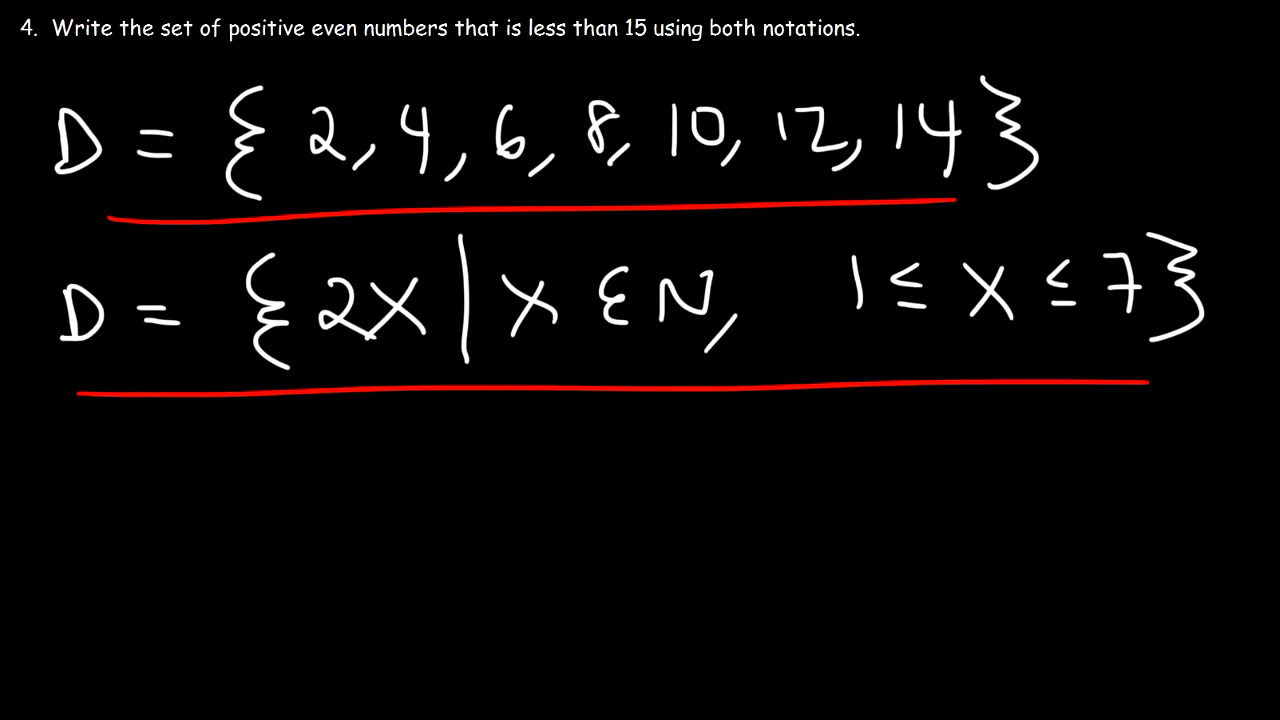 4. Write the set of positive even numbers that is less than 15 using both notations.
D = { 2, 4, 6, 8, 10, 12, 14 }
D = { 2X | X ε N, 1 ≤ X ≤ 7 }